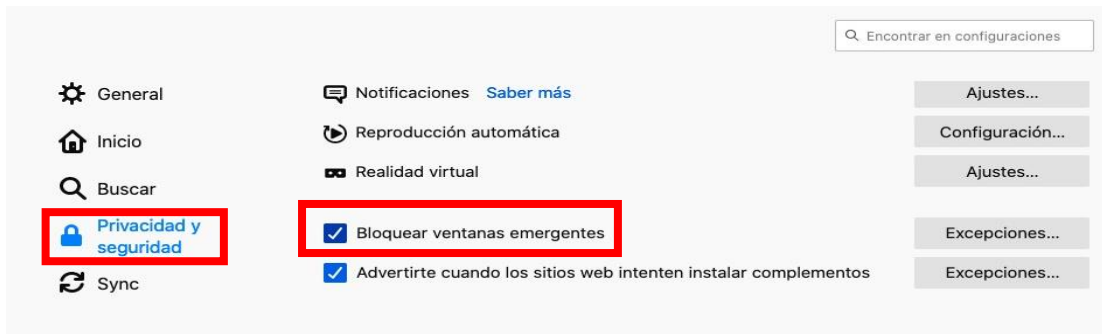 Encontrar en configuraciones
General
Inicio
Buscar
Privacidad y
seguridad
Sync
Notificaciones Saber más Ajustes...
Reproducción automática Configuración...
Realidad virtual Ajustes...
Bloquear ventanas emergentes Excepciones...
Advertirte cuando los sitios web intenten instalar complementos Excepciones...